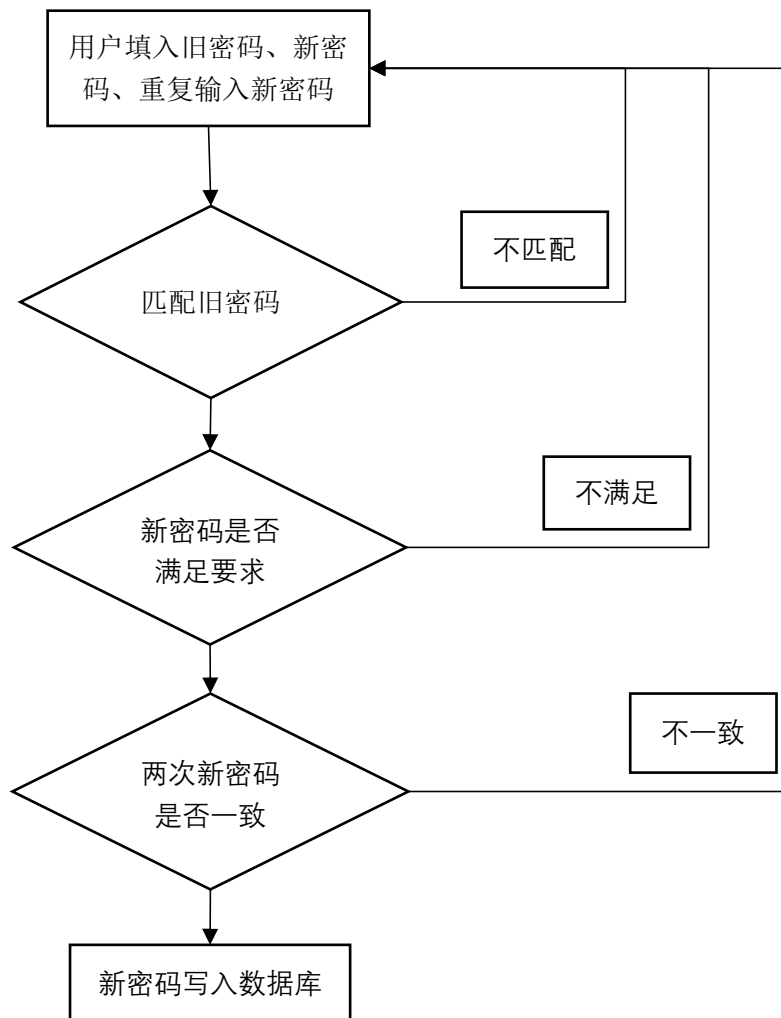 用户填入旧密码、新密
码、重复输入新密码
不匹配
匹配旧密码
不满足
新密码是否
满足要求
不一致
两次新密码
是否一致
新密码写入数据库